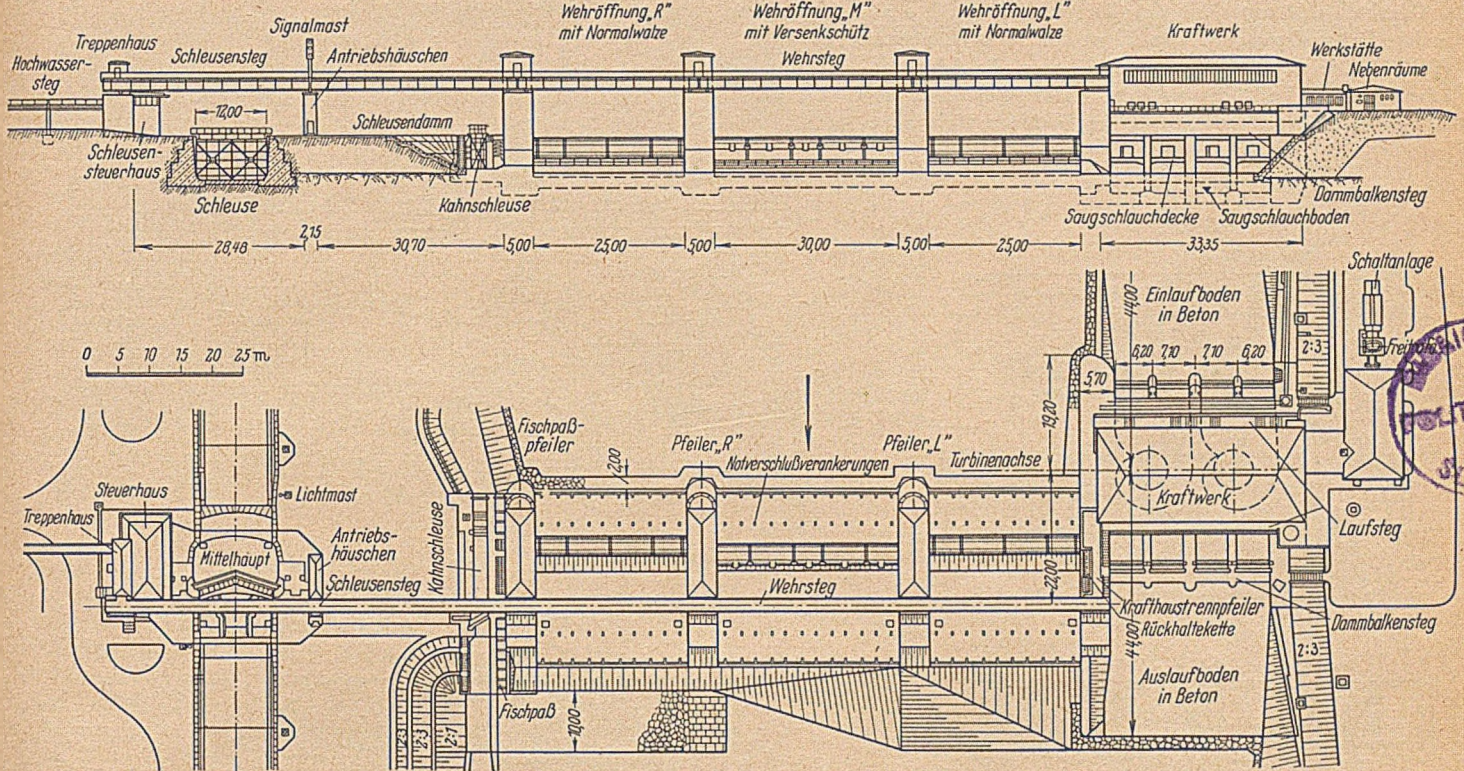 Wehröffnung „R"
mit Normalwalze
Wehröffnung „M"
mit Versenkschütz
Wehröffnung „L"
mit Normalwalze
Signalmast
Kraftwerk
Treppenhaus
Schleusensteg
Antriebshäuschen
Wehrsteg
Werkstätte
Nebenräume
Hochwasser-
steg
12,00
Schleusendamm
Schleusen-
steuerhaus
Schleuse
Kahnschleuse
Dammbalkensteg
Saugschlauchdecke
Saugschlauchboden
28,48
2,15
30,70
5,00
25,00
5,00
30,00
5,00
25,00
33,35
Schaltanlage
44,00
Einlaufboden
in Beton
2:3
0 5 10 15 20 25 m
6,20 7,10 7,10 6,20
5,70
19,20
Fischpaß-
pfeiler
2,00
Pfeiler „R"
Notverschlußverankerungen
Pfeiler „L"
Turbinenachse
Steuerhaus
Lichtmast
Kraftwerk
Treppenhaus
Antriebs-
häuschen
Kahnschleuse
Laufsteg
Mittelhaupt
Schleusensteg
Wehrsteg
22,00
Krafthaustrennpfeiler
Rückhaltekette
Dammbalkensteg
44,00
2:3
Auslaufboden
in Beton
Fischpaß
10,00
2:3
2:3
2:1